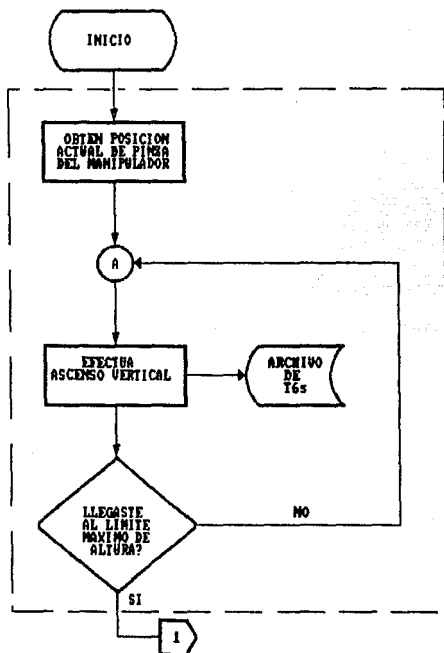 INICIO
OBTEN POSICION
ACTUAL DE PINZA
DEL MANIPULADOR
A
EFECTUA
ASCENSO VERTICAL
ARCHIVO
DE
T6s
LLEGASTE
AL LIMITE
MAXIMO DE
ALTURA?
NO
SI
1